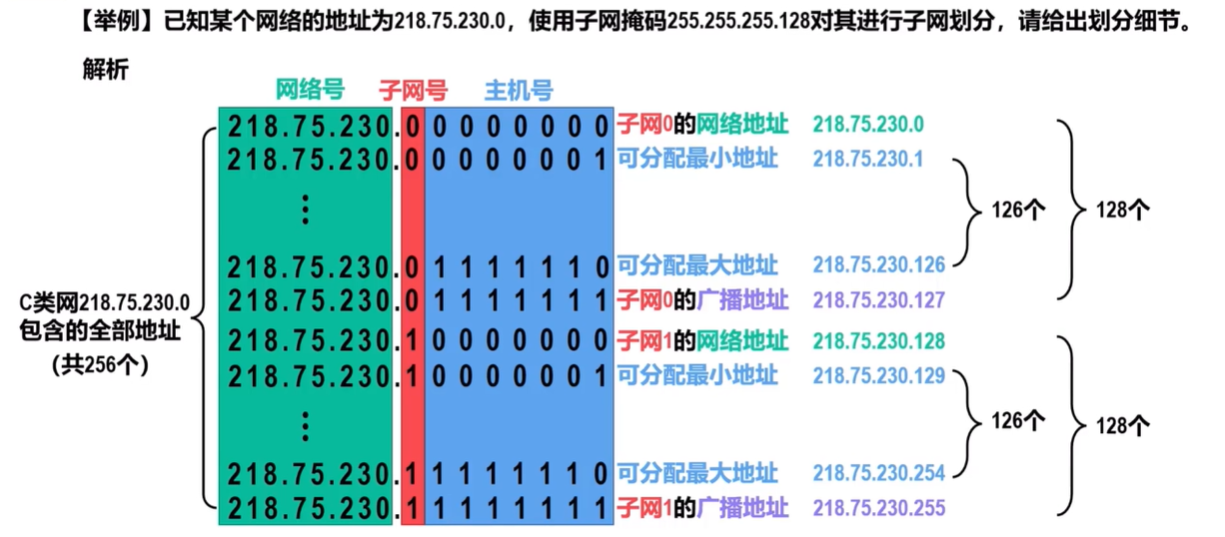 【举例】已知某个网络的地址为218.75.230.0，使用子网掩码255.255.255.128对其进行子网划分，请给出划分细节。
解析
网络号 子网号 主机号
218.75.230.0 0 0 0 0 0 0 0 子网0的网络地址 218.75.230.0
218.75.230.0 0 0 0 0 0 0 1 可分配最小地址 218.75.230.1
⋮
126个 128个
218.75.230.0 1 1 1 1 1 1 0 可分配最大地址 218.75.230.126
218.75.230.0 1 1 1 1 1 1 1 子网0的广播地址 218.75.230.127
C类网218.75.230.0
包含的全部地址
（共256个）
218.75.230.1 0 0 0 0 0 0 0 子网1的网络地址 218.75.230.128
218.75.230.1 0 0 0 0 0 0 1 可分配最小地址 218.75.230.129
⋮
126个 128个
218.75.230.1 1 1 1 1 1 1 0 可分配最大地址 218.75.230.254
218.75.230.1 1 1 1 1 1 1 1 子网1的广播地址 218.75.230.255